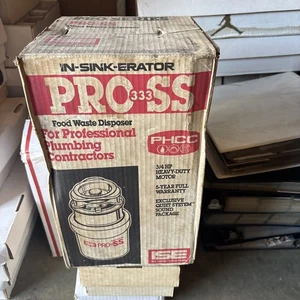 IN-SINK-ERATOR
PRO 333 SS
Food Waste Disposer
For Professional
Plumbing
Contractors
PHCC
3/4 HP
HEAVY-DUTY
MOTOR
5-YEAR FULL
WARRANTY
EXCLUSIVE
QUIET SYSTEM
SOUND
PACKAGE
PRO-SS
ISE